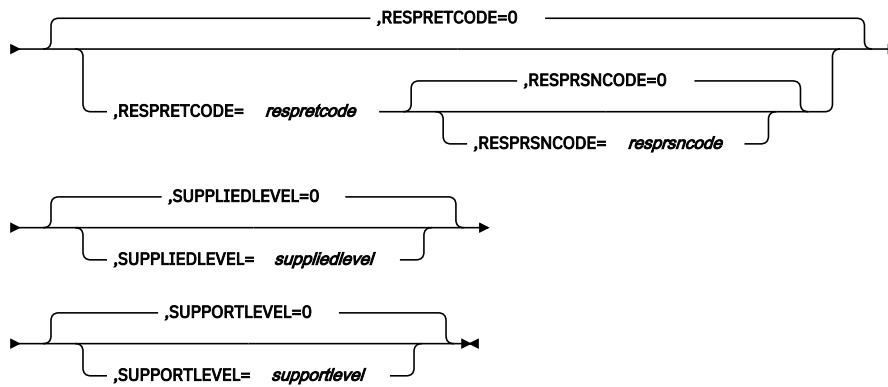 ,RESPRETCODE=0
,RESPRSNCODE=0
,RESPRETCODE= respretcode
,RESPRSNCODE= resprsncode
,SUPPLIEDLEVEL=0
,SUPPLIEDLEVEL= suppliedlevel
,SUPPORTLEVEL=0
,SUPPORTLEVEL= supportlevel